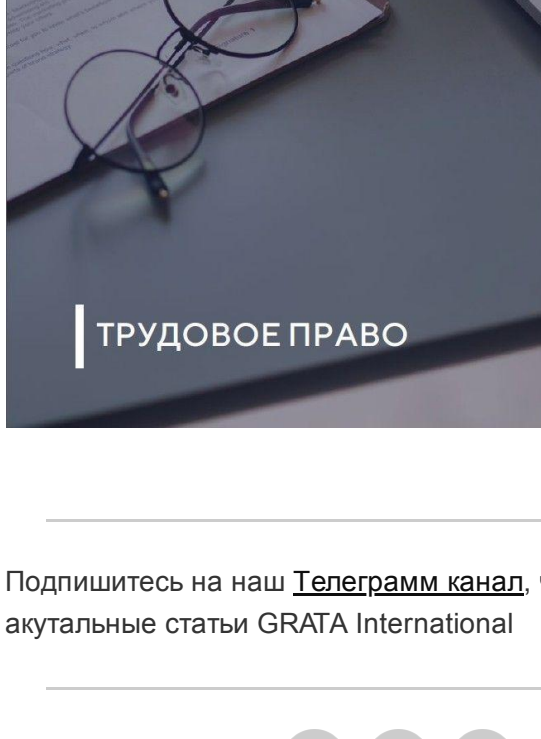 ТРУДОВОЕ ПРАВО
Подпишитесь на наш Телеграмм канал,
акутальные статьи GRATA International